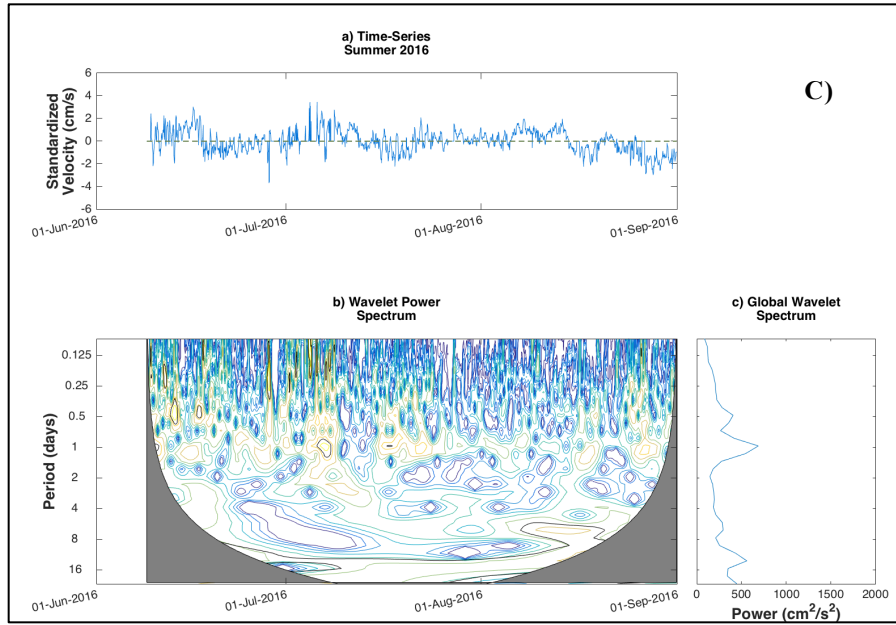 a) Time-Series
Summer 2016
C)
Standardized
Velocity (cm/s)
6
4
2
0
-2
-4
-6
01-Jun-2016
01-Jul-2016
01-Aug-2016
01-Sep-2016
b) Wavelet Power
Spectrum
Period (days)
0.125
0.25
0.5
1
2
4
8
16
01-Jun-2016
01-Jul-2016
01-Aug-2016
01-Sep-2016
c) Global Wavelet
Spectrum
0
500
1000
1500
2000
Power (cm²/s²)